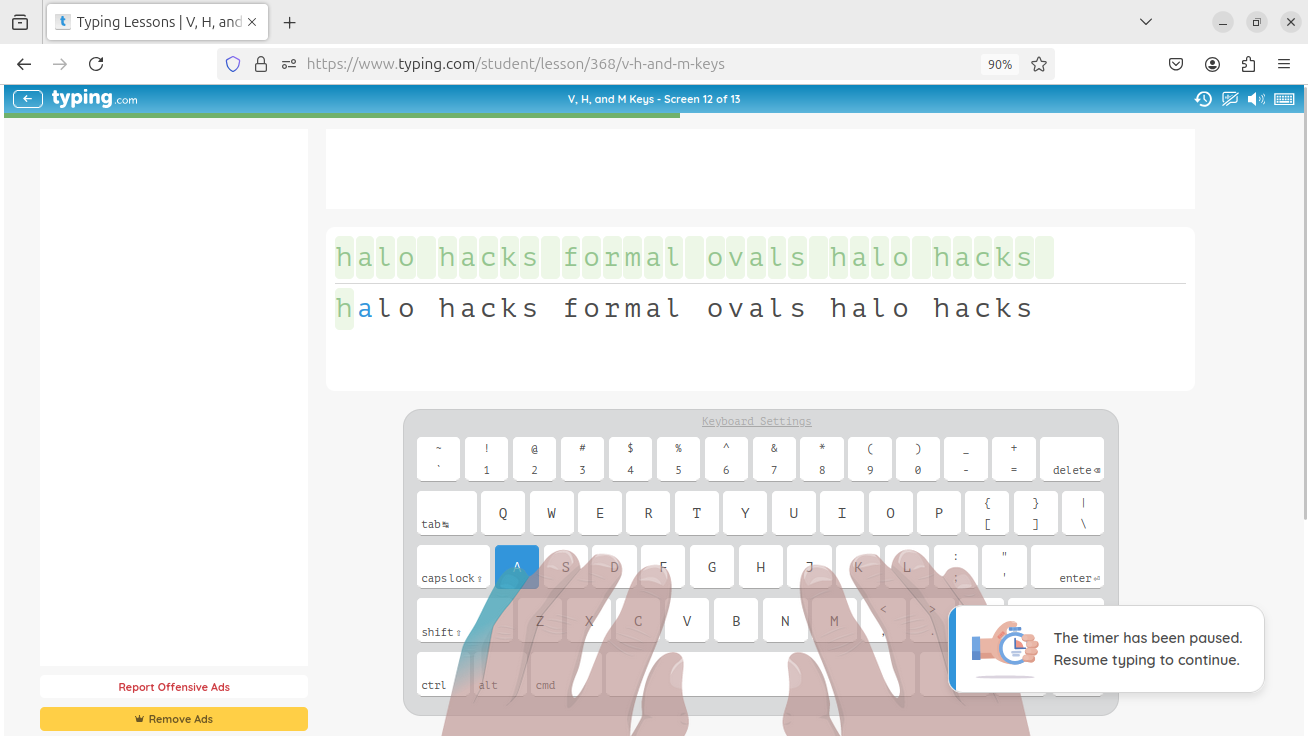 Typing Lessons | V, H, and
https://www.typing.com/student/lesson/368/v-h-and-m-keys
90%
typing.com
V, H, and M Keys - Screen 12 of 13
halo hacks formal ovals halo hacks
halo hacks formal ovals halo hacks
Keyboard Settings
~ ! @ # $ % ^ & * ( ) _ +
` 1 2 3 4 5 6 7 8 9 0 - = delete
tab Q W E R T Y U I O P { [ } ] | \
capslock A S D F G H J K L : ; " ' enter
shift Z X C V B N M < , > .
ctrl alt cmd
The timer has been paused.
Resume typing to continue.
Report Offensive Ads
Remove Ads